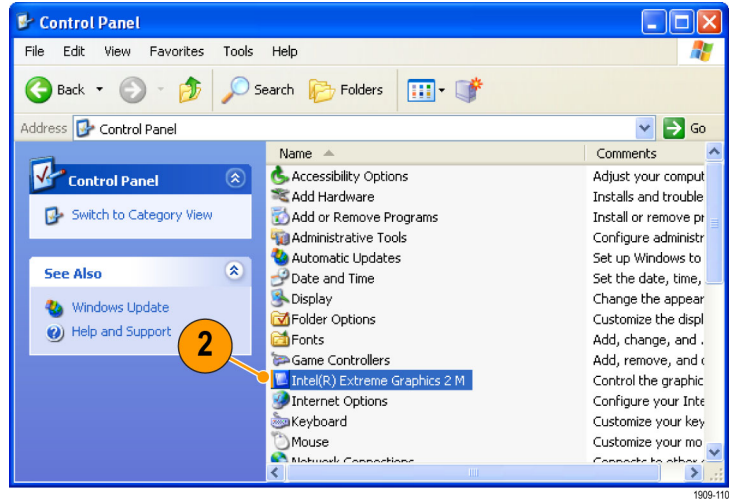 Control Panel
File Edit View Favorites Tools Help
Back Search Folders
Address Control Panel Go
Control Panel
Switch to Category View
See Also
Windows Update
Help and Support
2
Name Comments
Accessibility Options Adjust your comput
Add Hardware Installs and trouble
Add or Remove Programs Install or remove pr
Administrative Tools Configure administr
Automatic Updates Set up Windows to
Date and Time Set the date, time,
Display Change the appear
Folder Options Customize the displ
Fonts Add, change, and
Game Controllers Add, remove, and
Intel(R) Extreme Graphics 2 M Control the graphic
Internet Options Configure your Inte
Keyboard Customize your key
Mouse Customize your mo
Network Connections Connects to other
1909-110